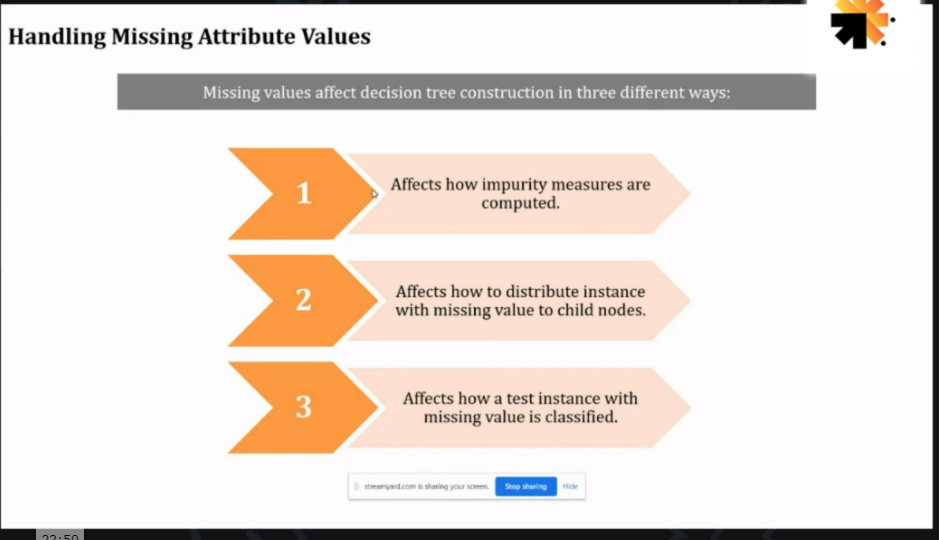 Handling Missing Attribute Values
Missing values affect decision tree construction in three different ways:
1
Affects how impurity measures are
computed.
2
Affects how to distribute instance
with missing value to child nodes.
3
Affects how a test instance with
missing value is classified.
streamyard.com is sharing your screen.
Stop sharing
Hide
22:50